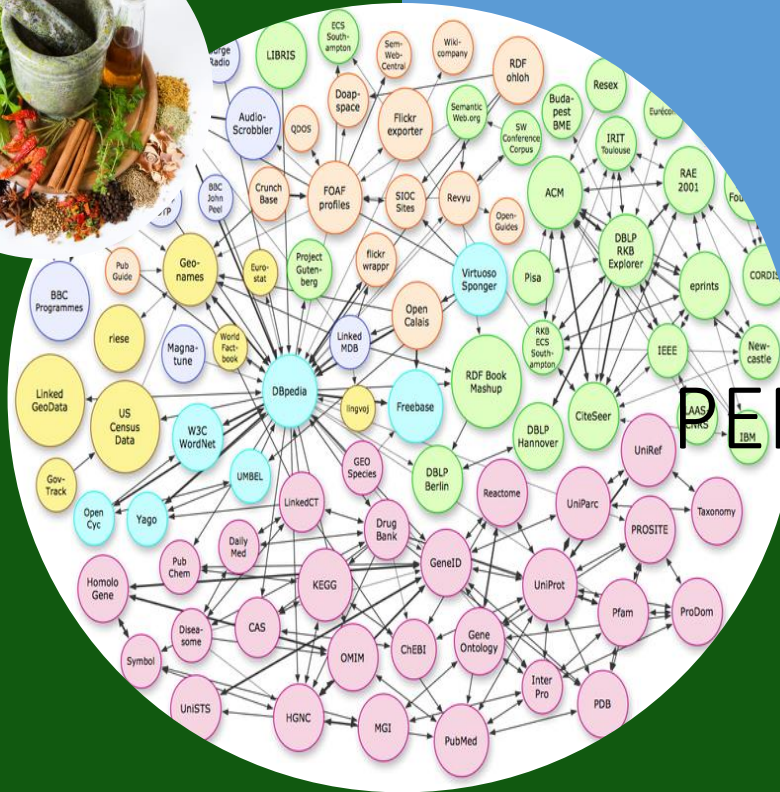 ECS
South-
ampton
LIBRIS
Radio
Sem-
Web-
Central
Wiki-
company
RDF
ohloh
Doap-
space
Resex
Buda-
pest
BME
Semantic
Web.org
Flickr
exporter
Audio-
Scrobbler
QDOS
SW
Conference
Corpus
IRIT
Toulouse
RAE
2001
ACM
BBC
John
Peel
Crunch
Base
FOAF
profiles
SIOC
Sites
Revyu
Open-
Guides
DBLP
RKB
Explorer
Pub
Guide
Geo-
names
Euro-
stat
Project
Guten-
berg
flickr
wrappr
Virtuoso
Sponger
Pisa
eprints
CORDIS
BBC
Programmes
riese
Magna-
tune
World
Fact-
book
Linked
MDB
Open
Calais
RKB
ECS
South-
ampton
IEEE
New-
castle
Linked
GeoData
US
Census
Data
DBpedia
lingvoj
Freebase
RDF Book
Mashup
CiteSeer
LAAS-
CNRS
PE
IBM
W3C
WordNet
DBLP
Hannover
UniRef
Gov-
Track
UMBEL
GEO
Species
DBLP
Berlin
Reactome
UniParc
Taxonomy
Open
Cyc
Yago
LinkedCT
Drug
Bank
PROSITE
Daily
Med
Pub
Chem
GeneID
Homolo
Gene
KEGG
UniProt
Pfam
ProDom
Disea-
some
CAS
ChEBI
Gene
Ontology
Symbol
OMIM
Inter
Pro
PDB
UniSTS
HGNC
MGI
PubMed